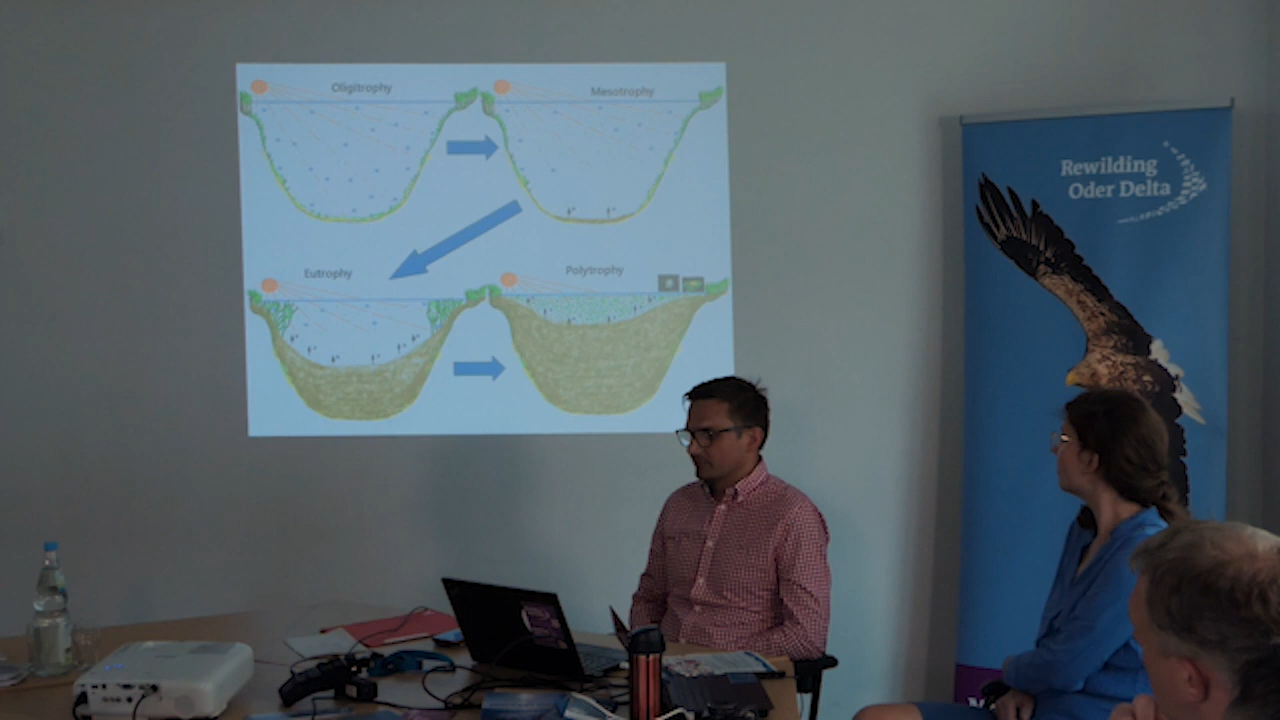 Oligitrophy
Mesotrophy
Eutrophy
Polytrophy
Rewilding
Oder Delta